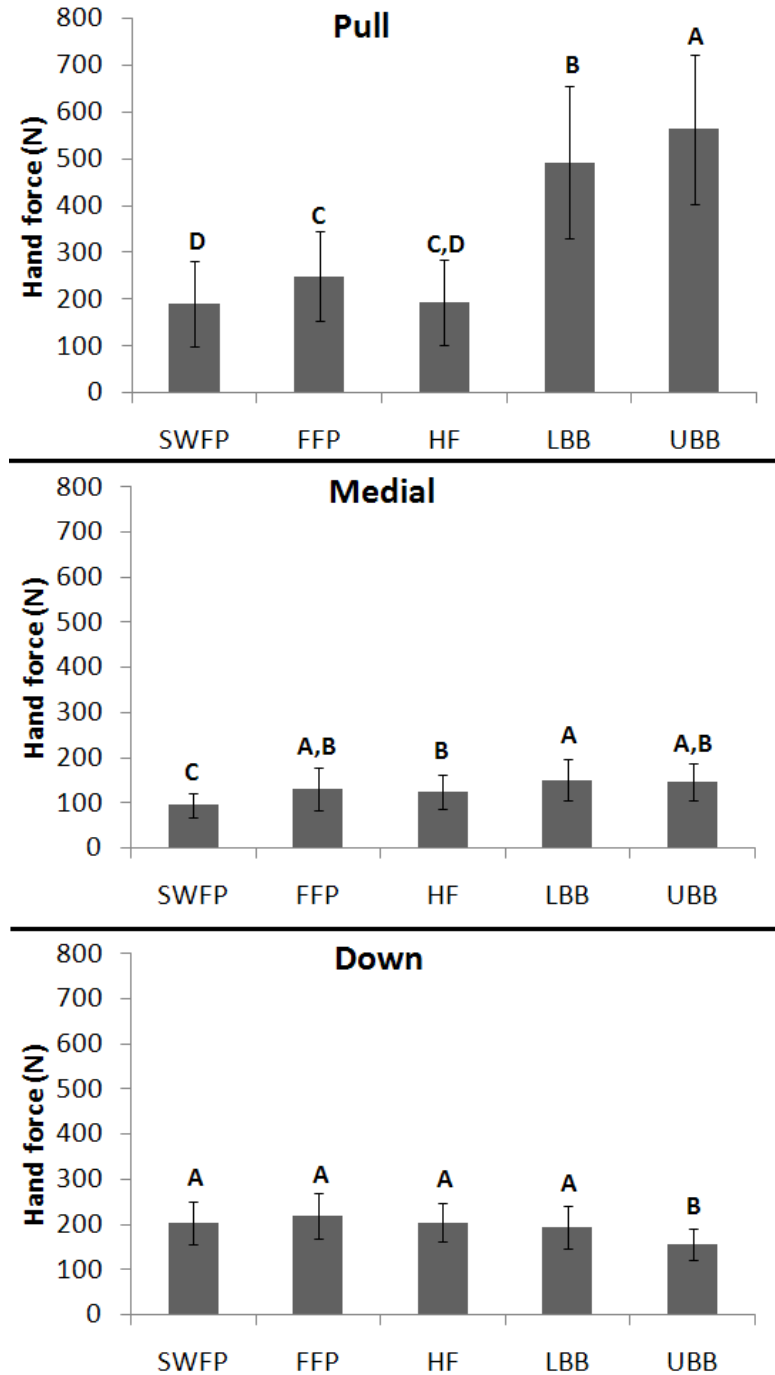 Pull
Hand force (N)
800
700
600
500
400
300
200
100
0
D
C
C,D
B
A
SWFP FFP HF LBB UBB
Medial
Hand force (N)
800
700
600
500
400
300
200
100
0
C
A,B
B
A
A,B
SWFP FFP HF LBB UBB
Down
Hand force (N)
800
700
600
500
400
300
200
100
0
A
A
A
A
B
SWFP FFP HF LBB UBB